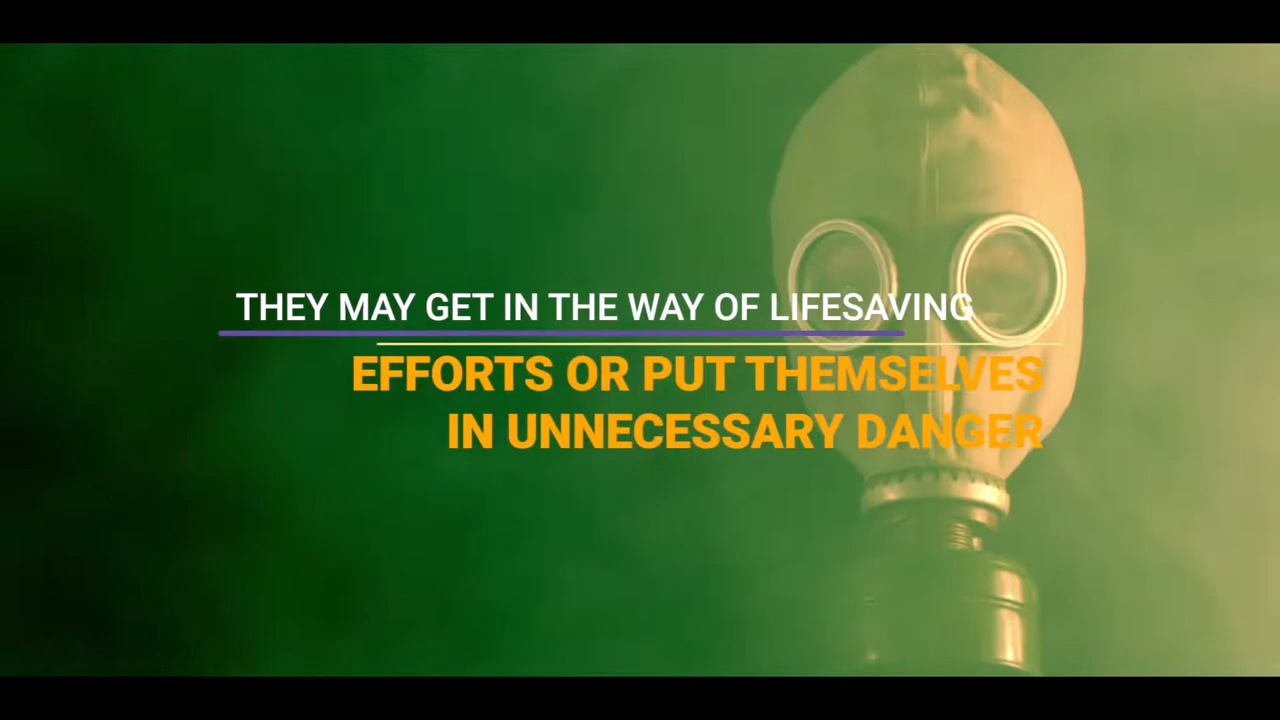 THEY MAY GET IN THE WAY OF LIFESAVING
EFFORTS OR PUT THEMSELVES
IN UNNECESSARY DANGER